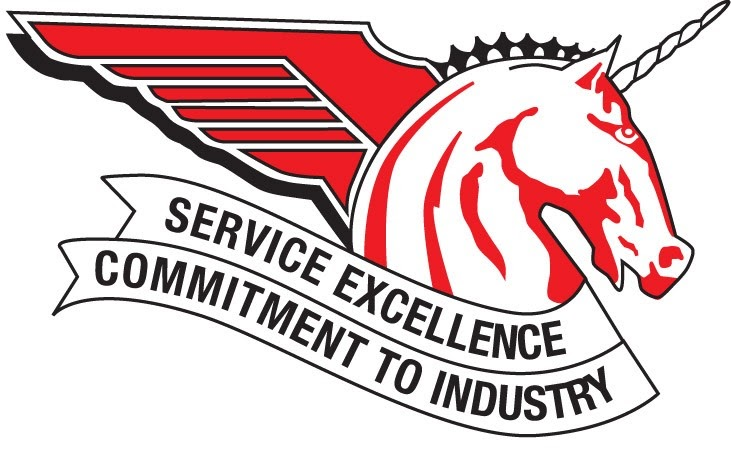 SERVICE EXCELLENCE
COMMITMENT TO INDUSTRY